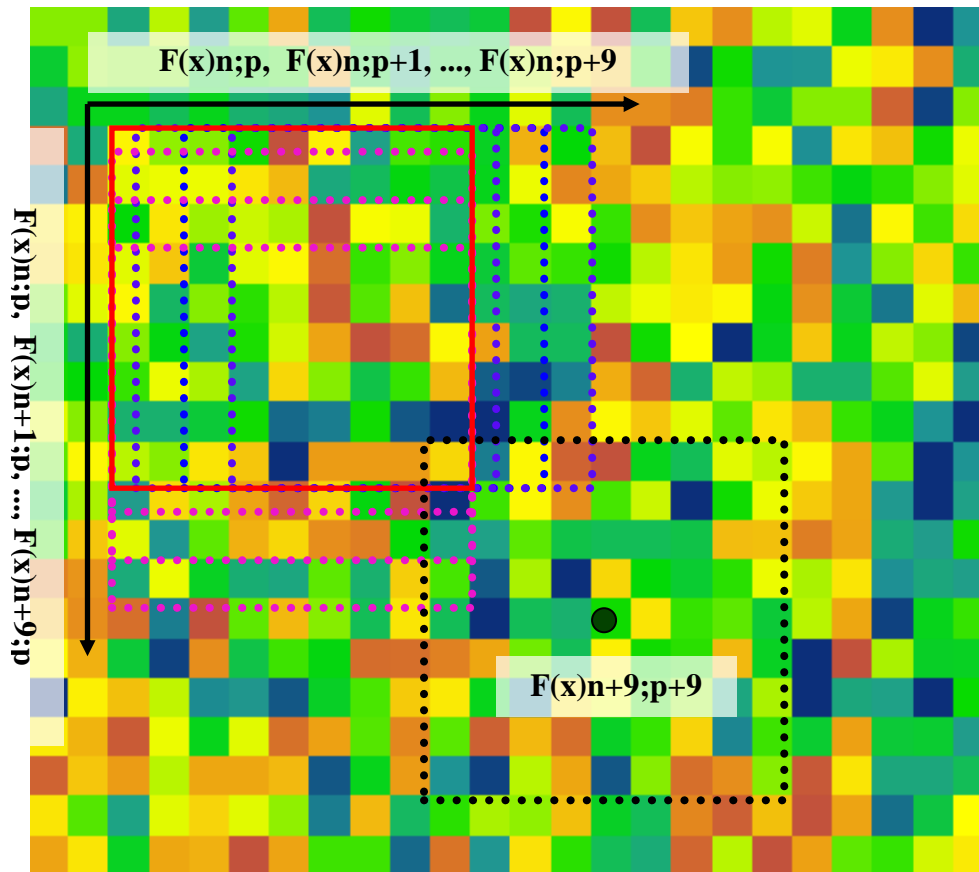 F(x)n;p,  F(x)n;p+1, ..., F(x)n;p+9
F(x)n;p,  F(x)n+1;p, ...., F(x)n+9;p
F(x)n+9;p+9